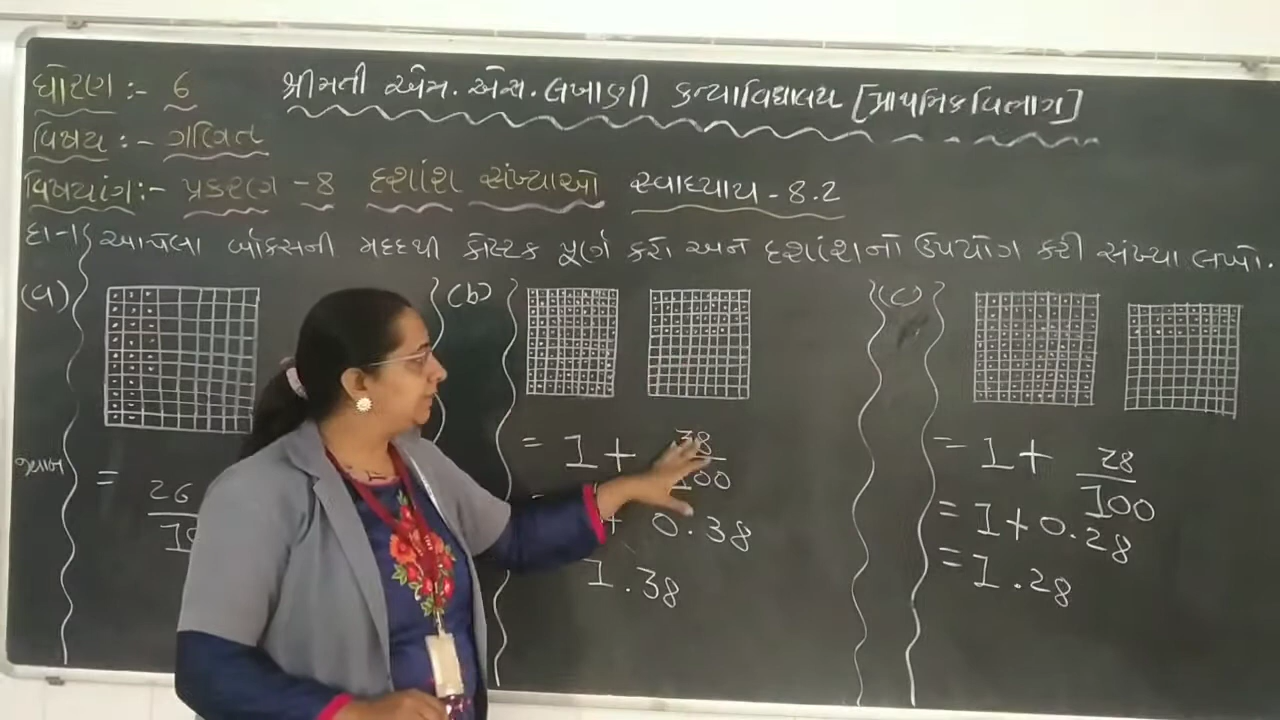 ધોરણ :- 6 શ્રીમતી એમ. એસ. લખાણી કન્યાવિદ્યાલય [પ્રાથમિક વિભાગ]
વિષય :- ગણિત
વિષયાંગ:- પ્રકરણ - 8 દશાંશ સંખ્યાઓ સ્વાધ્યાય - 8.2
દા-1 આપેલા બોક્સની મદદથી કોષ્ટક પૂર્ણ કરો અને દશાંશનો ઉપયોગ કરી સંખ્યા લખો.
(a) (b) (c)
જવાબ = 26
= 1 + 38/100
+ 0.38
1.38
= 1 + 28/100
= 1 + 0.28
= 1.28